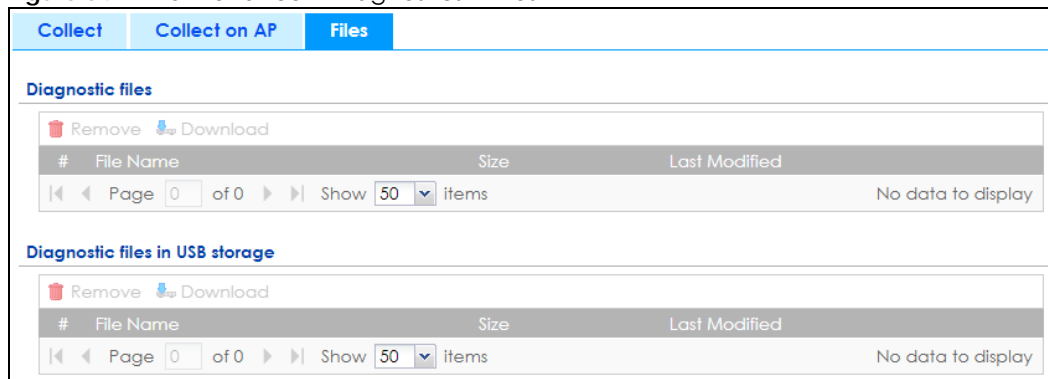 Collect Collect on AP Files
Diagnostic files
Remove Download
# File Name Size Last Modified
Page 0 of 0 Show 50 items No data to display
Diagnostic files in USB storage
Remove Download
# File Name Size Last Modified
Page 0 of 0 Show 50 items No data to display